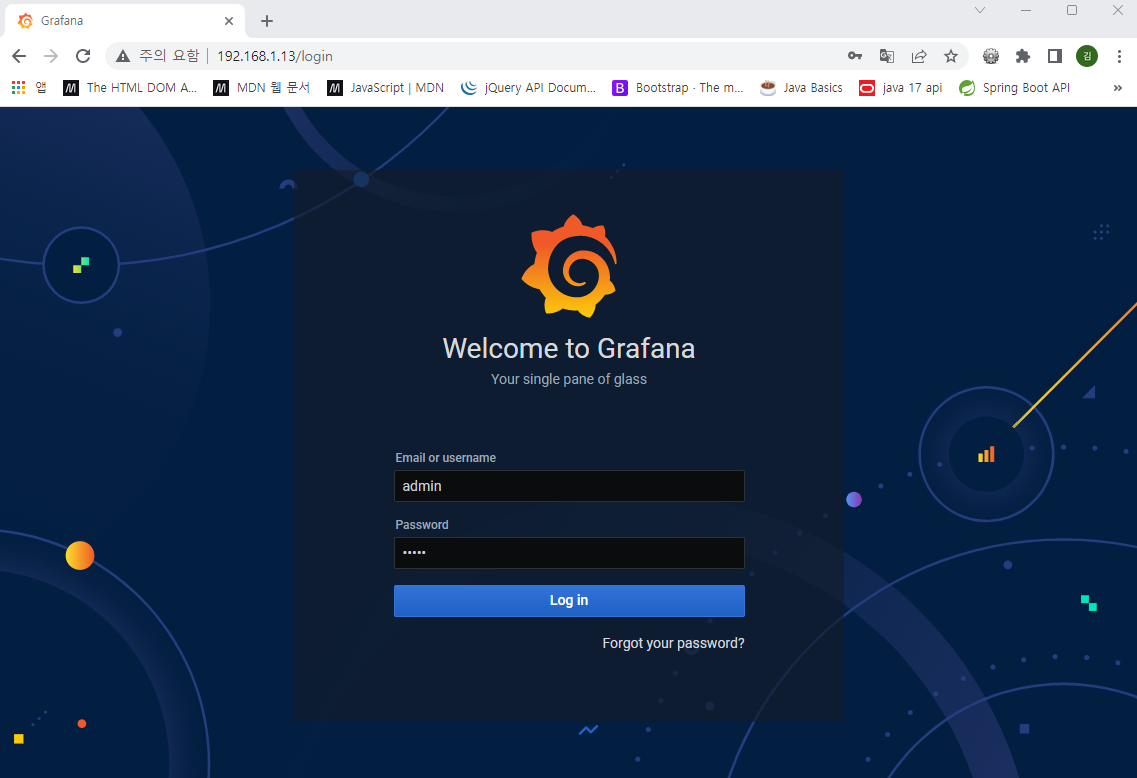 Grafana
주의 요함 192.168.1.13/login
김
앱 The HTML DOM A... MDN 웹 문서 JavaScript | MDN jQuery API Docum... Bootstrap · The m... Java Basics java 17 api Spring Boot API »
Welcome to Grafana
Your single pane of glass
Email or username
admin
Password
•••••
Log in
Forgot your password?